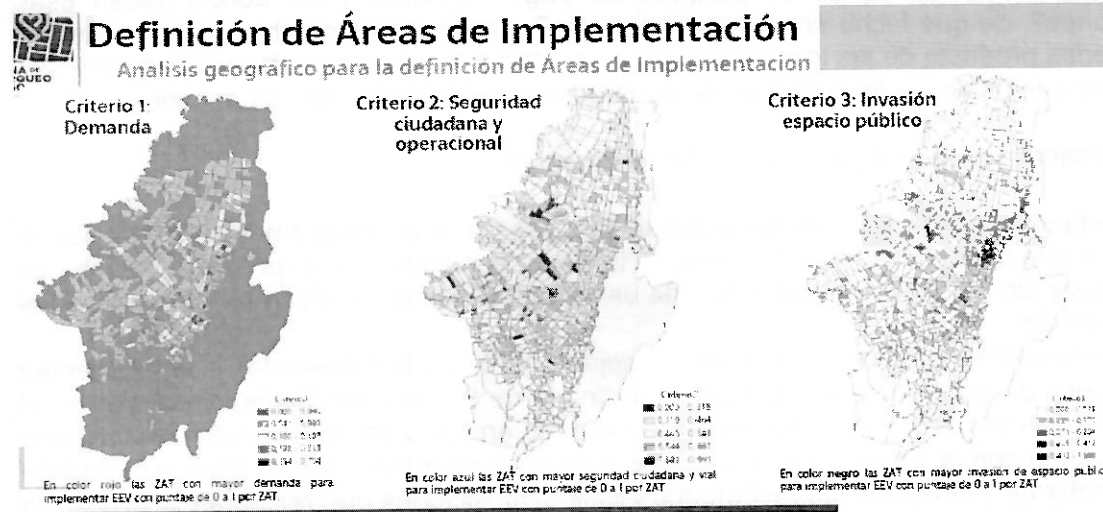 Definición de Áreas de Implementación
Analisis geográfico para la definición de Áreas de Implementacion
Criterio 1:
Demanda
Criterio 2: Seguridad
ciudadana y
operacional
Criterio 3: Invasión
espacio público
En color rojo las ZAT con mayor demanda para
implementar EEV con puntaje de 0 a 1 por ZAT
En color azul las ZAT con mayor seguridad ciudadana y vial
para implementar EEV con puntaje de 0 a 1 por ZAT
En color negro las ZAT con mayor invasion de espacio public
para implementar EEV con puntaje de 0 a 1 por ZAT